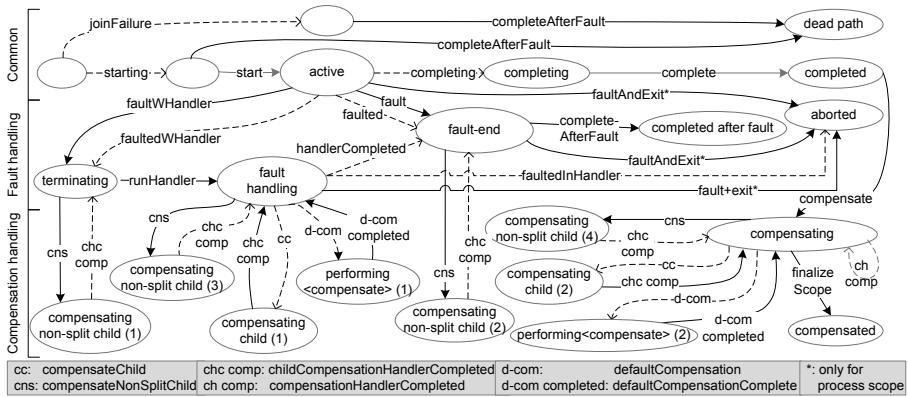 Common
joinFailure
completeAfterFault
dead path
completeAfterFault
starting
start
active
completing
completing
complete
completed
Fault handling
faultWHandler
fault
faulted
faultAndExit*
aborted
faultedWHandler
fault-end
complete-
AfterFault
completed after fault
handlerCompleted
faultAndExit*
terminating
runHandler
fault
handling
faultedInHandler
fault+exit*
compensate
Compensation handling
cns
chc
comp
cns
chc
comp
chc
comp
cc
d-com
d-com
completed
cns
chc
comp
compensating
non-split child (4)
cns
chc
comp
compensating
compensating
non-split child (3)
performing
<compensate> (1)
compensating
child (2)
cc
chc comp
finalize
Scope
ch
comp
d-com
compensating
non-split child (1)
compensating
child (1)
compensating
non-split child (2)
performing<compensate> (2)
d-com
completed
compensated
cc: compensateChild
cns: compensateNonSplitChild
chc comp: childCompensationHandlerCompleted
ch comp: compensationHandlerCompleted
d-com: defaultCompensation
d-com completed: defaultCompensationComplete
*: only for
process scope